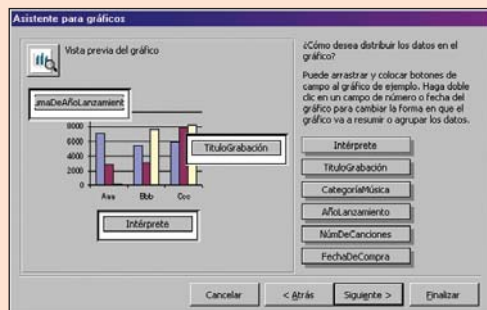 Asistente para gráficos
Vista previa del gráfico
umaDeAñoLanzamient
8000
6000
4000
2000
0
Aaa Bbb Ccc
TituloGrabación
Intérprete
¿Cómo desea distribuir los datos en el
gráfico?
Puede arrastrar y colocar botones de
campo al gráfico de ejemplo. Haga doble
clic en un campo de número o fecha del
gráfico para cambiar la forma en que el
gráfico va a resumir o agrupar los datos.
Intérprete
TituloGrabación
CategoríaMúsica
AñoLanzamiento
NúmDeCanciones
FechaDeCompra
Cancelar < Atrás Siguiente > Finalizar